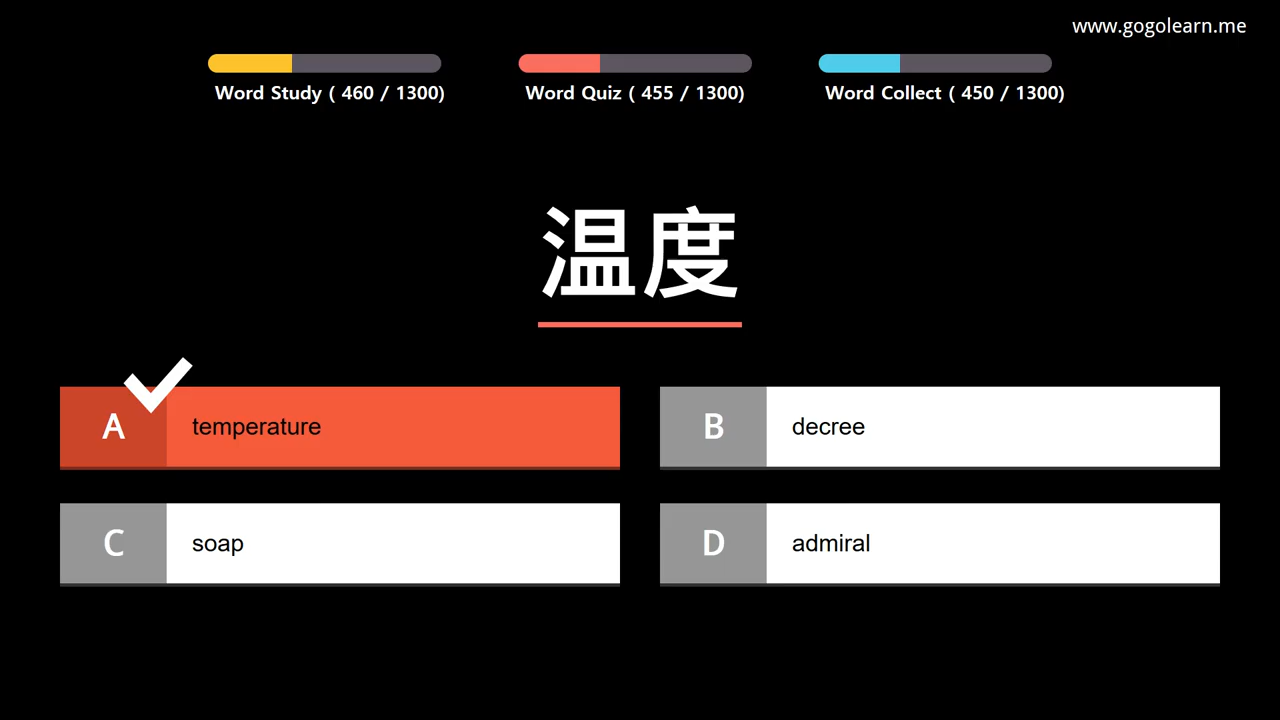 www.gogolearn.me
Word Study ( 460 / 1300)
Word Quiz ( 455 / 1300)
Word Collect ( 450 / 1300)
温度
A temperature
B decree
C soap
D admiral